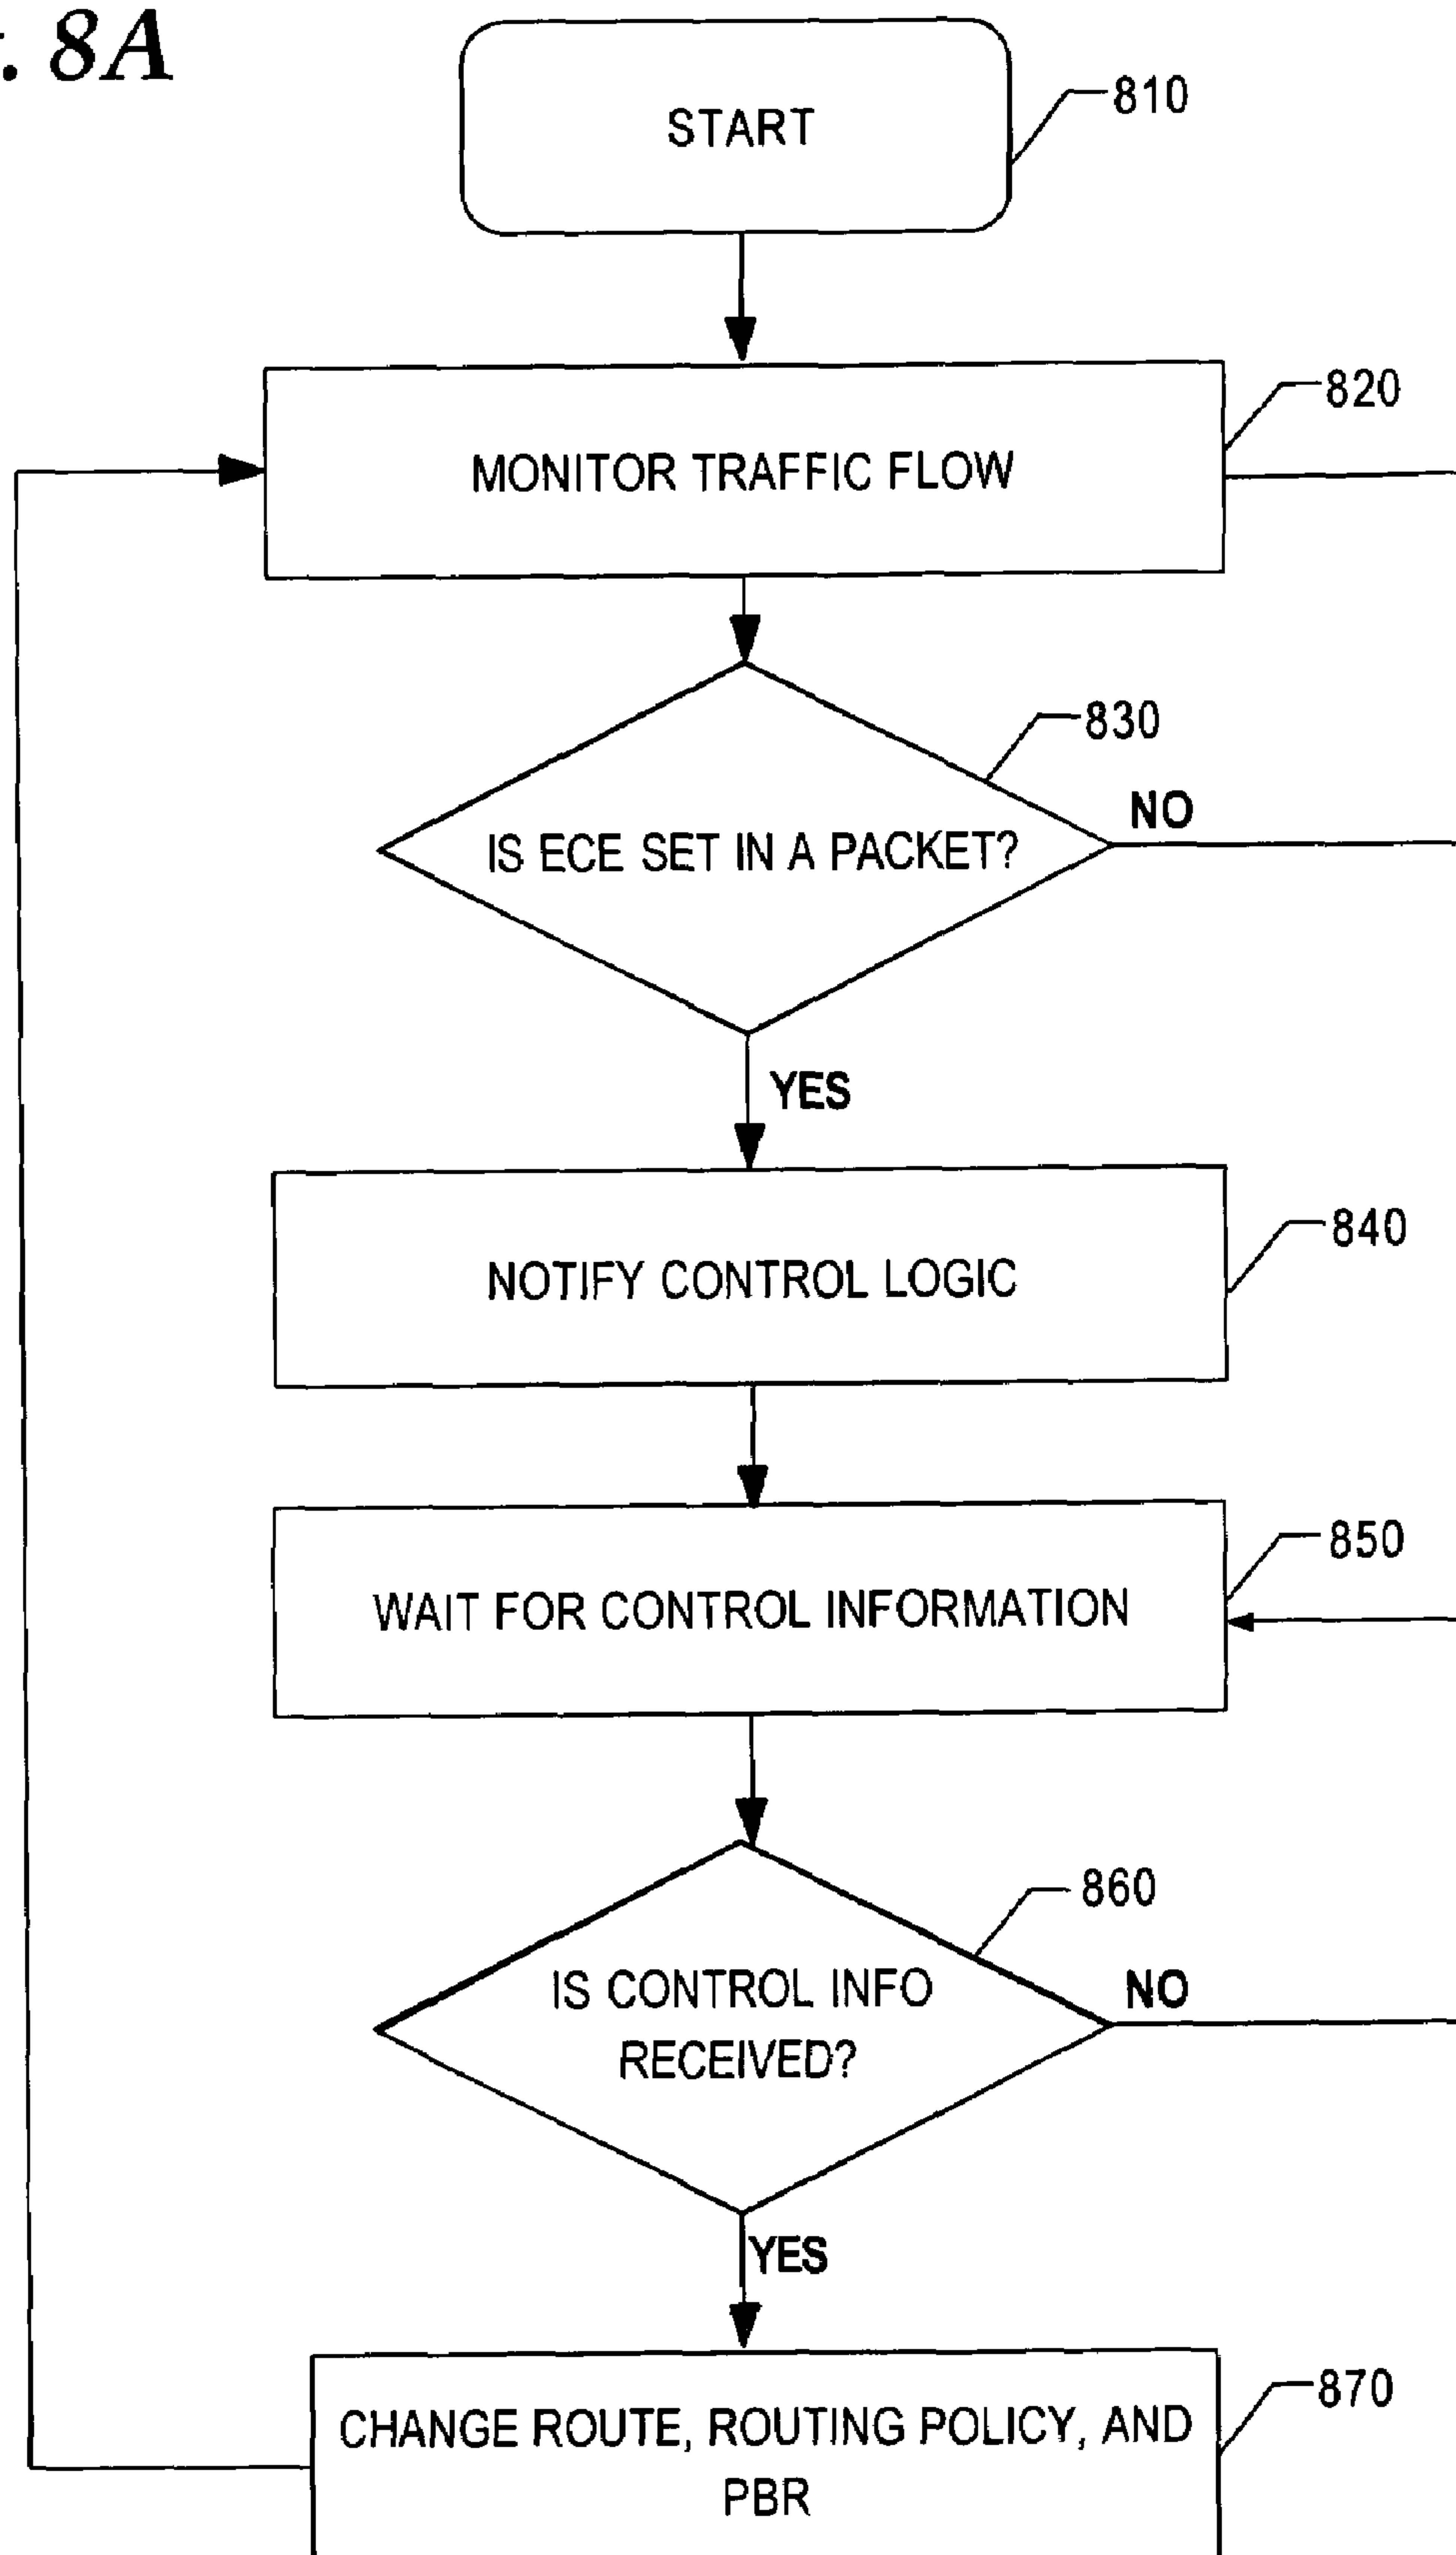 . 8A
START
810
MONITOR TRAFFIC FLOW
820
IS ECE SET IN A PACKET?
830
NO
YES
NOTIFY CONTROL LOGIC
840
WAIT FOR CONTROL INFORMATION
850
IS CONTROL INFO
RECEIVED?
860
NO
YES
CHANGE ROUTE, ROUTING POLICY, AND
PBR
870